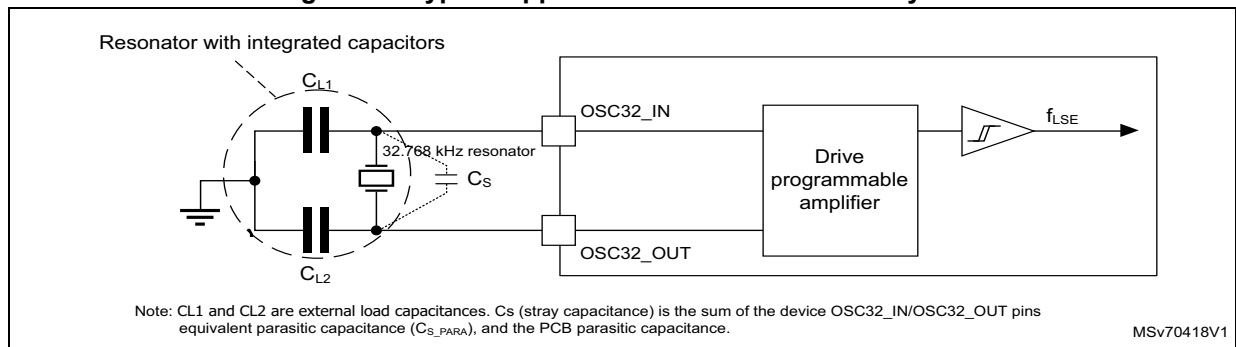 Resonator with integrated capacitors
CL1
OSC32_IN
fLSE
32.768 kHz resonator
CS
Drive
programmable
amplifier
OSC32_OUT
CL2
Note: CL1 and CL2 are external load capacitances. Cs (stray capacitance) is the sum of the device OSC32_IN/OSC32_OUT pins
equivalent parasitic capacitance (CS_PARA), and the PCB parasitic capacitance.
MSv70418V1